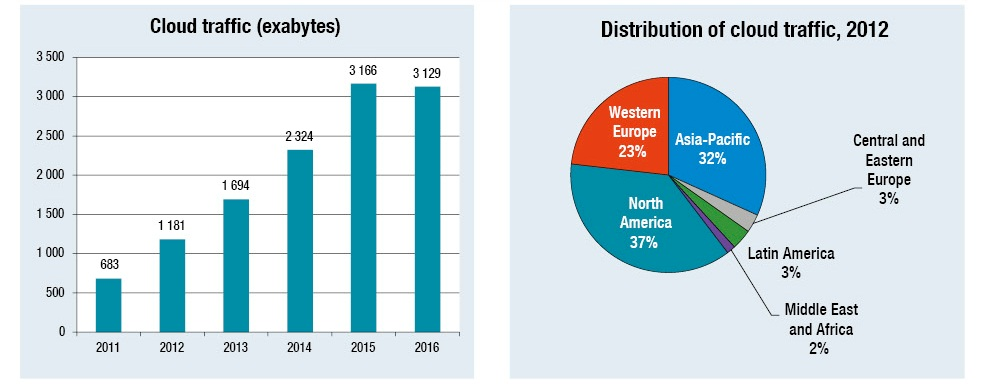 Cloud traffic (exabytes)
3 500
3 000
2 500
2 000
1 500
1 000
500
0
683
1 181
1 694
2 324
3 166
3 129
2011
2012
2013
2014
2015
2016
Distribution of cloud traffic, 2012
Western
Europe
23%
Asia-Pacific
32%
North
America
37%
Central and
Eastern
Europe
3%
Latin America
3%
Middle East
and Africa
2%